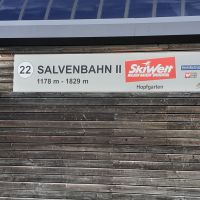 22 SALVENBAHN II
1178 m - 1829 m
SkiWelt
Hopfgarten